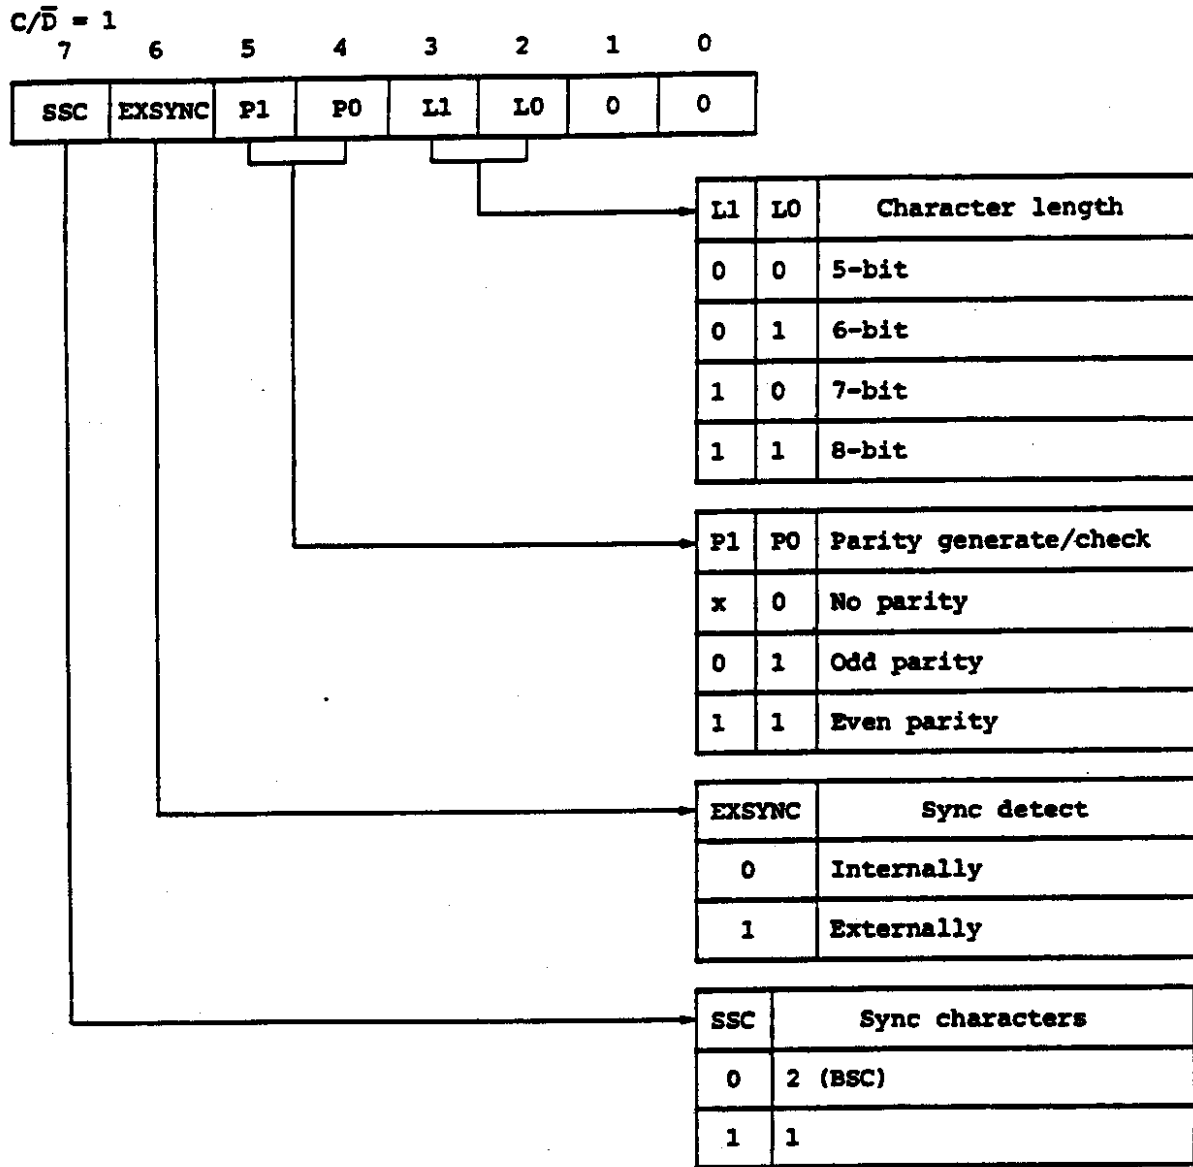 C/D̅ = 1
7 6 5 4 3 2 1 0
SSC EXSYNC P1 P0 L1 L0 0 0
L1 L0 Character length
0 0 5-bit
0 1 6-bit
1 0 7-bit
1 1 8-bit
P1 P0 Parity generate/check
x 0 No parity
0 1 Odd parity
1 1 Even parity
EXSYNC Sync detect
0 Internally
1 Externally
SSC Sync characters
0 2 (BSC)
1 1